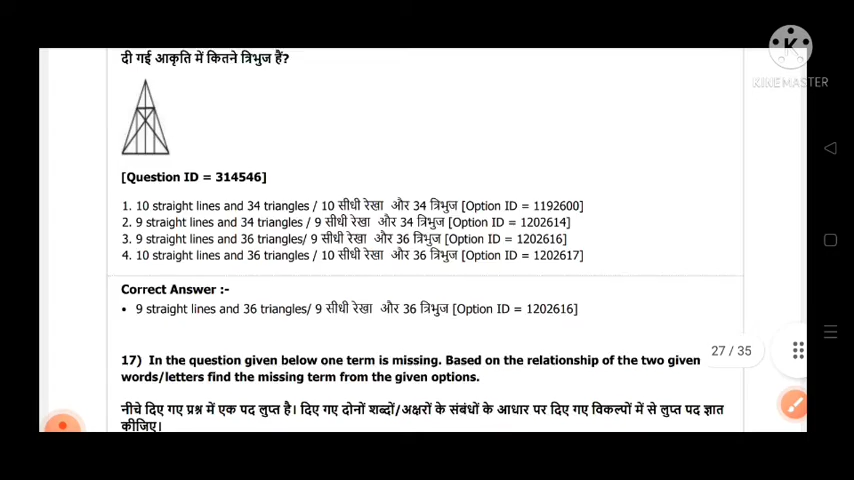 दी गई आकृति में कितने त्रिभुज हैं?
K
KINEMASTER
[Question ID = 314546]
1. 10 straight lines and 34 triangles / 10 सीधी रेखा और 34 त्रिभुज [Option ID = 1192600]
2. 9 straight lines and 34 triangles / 9 सीधी रेखा और 34 त्रिभुज [Option ID = 1202614]
3. 9 straight lines and 36 triangles/ 9 सीधी रेखा और 36 त्रिभुज [Option ID = 1202616]
4. 10 straight lines and 36 triangles / 10 सीधी रेखा और 36 त्रिभुज [Option ID = 1202617]
Correct Answer :-
• 9 straight lines and 36 triangles/ 9 सीधी रेखा और 36 त्रिभुज [Option ID = 1202616]
27 / 35
17) In the question given below one term is missing. Based on the relationship of the two given
words/letters find the missing term from the given options.
नीचे दिए गए प्रश्न में एक पद लुप्त है। दिए गए दोनों शब्दों/अक्षरों के संबंधों के आधार पर दिए गए विकल्पों में से लुप्त पद ज्ञात
कीजिए।